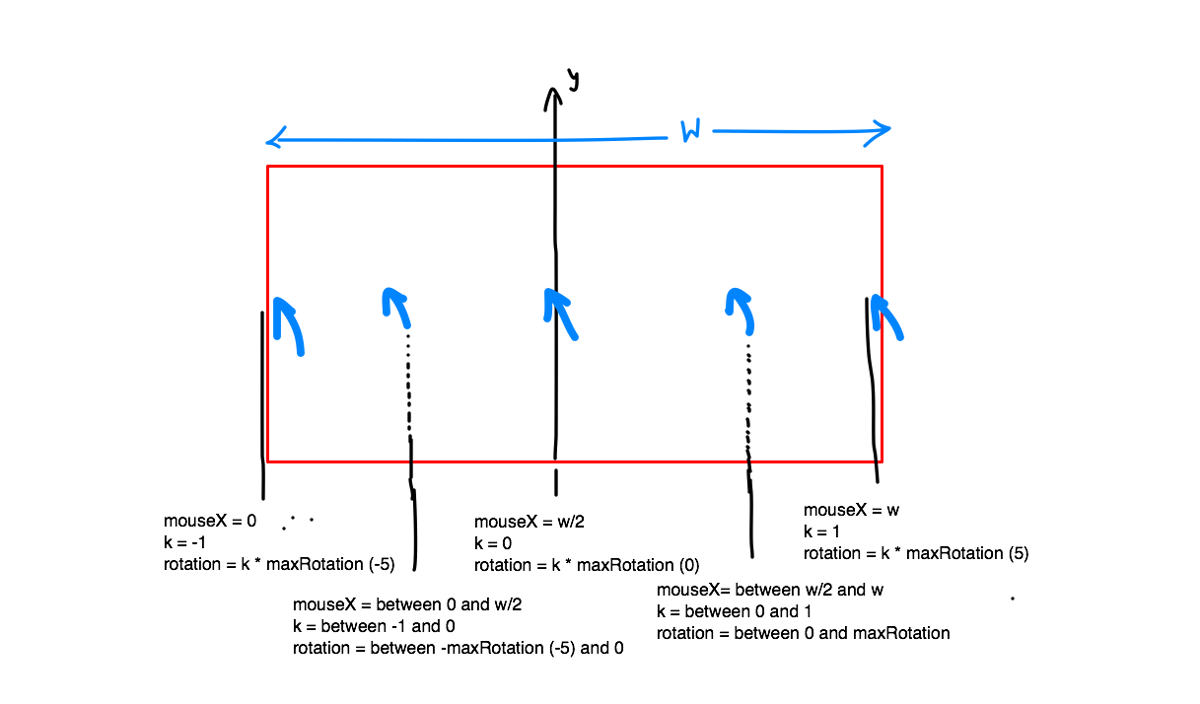 y
W
mouseX = 0
k = -1
rotation = k * maxRotation (-5)
mouseX = w/2
k = 0
rotation = k * maxRotation (0)
mouseX = w
k = 1
rotation = k * maxRotation (5)
mouseX = between 0 and w/2
k = between -1 and 0
rotation = between -maxRotation (-5) and 0
mouseX= between w/2 and w
k = between 0 and 1
rotation = between 0 and maxRotation